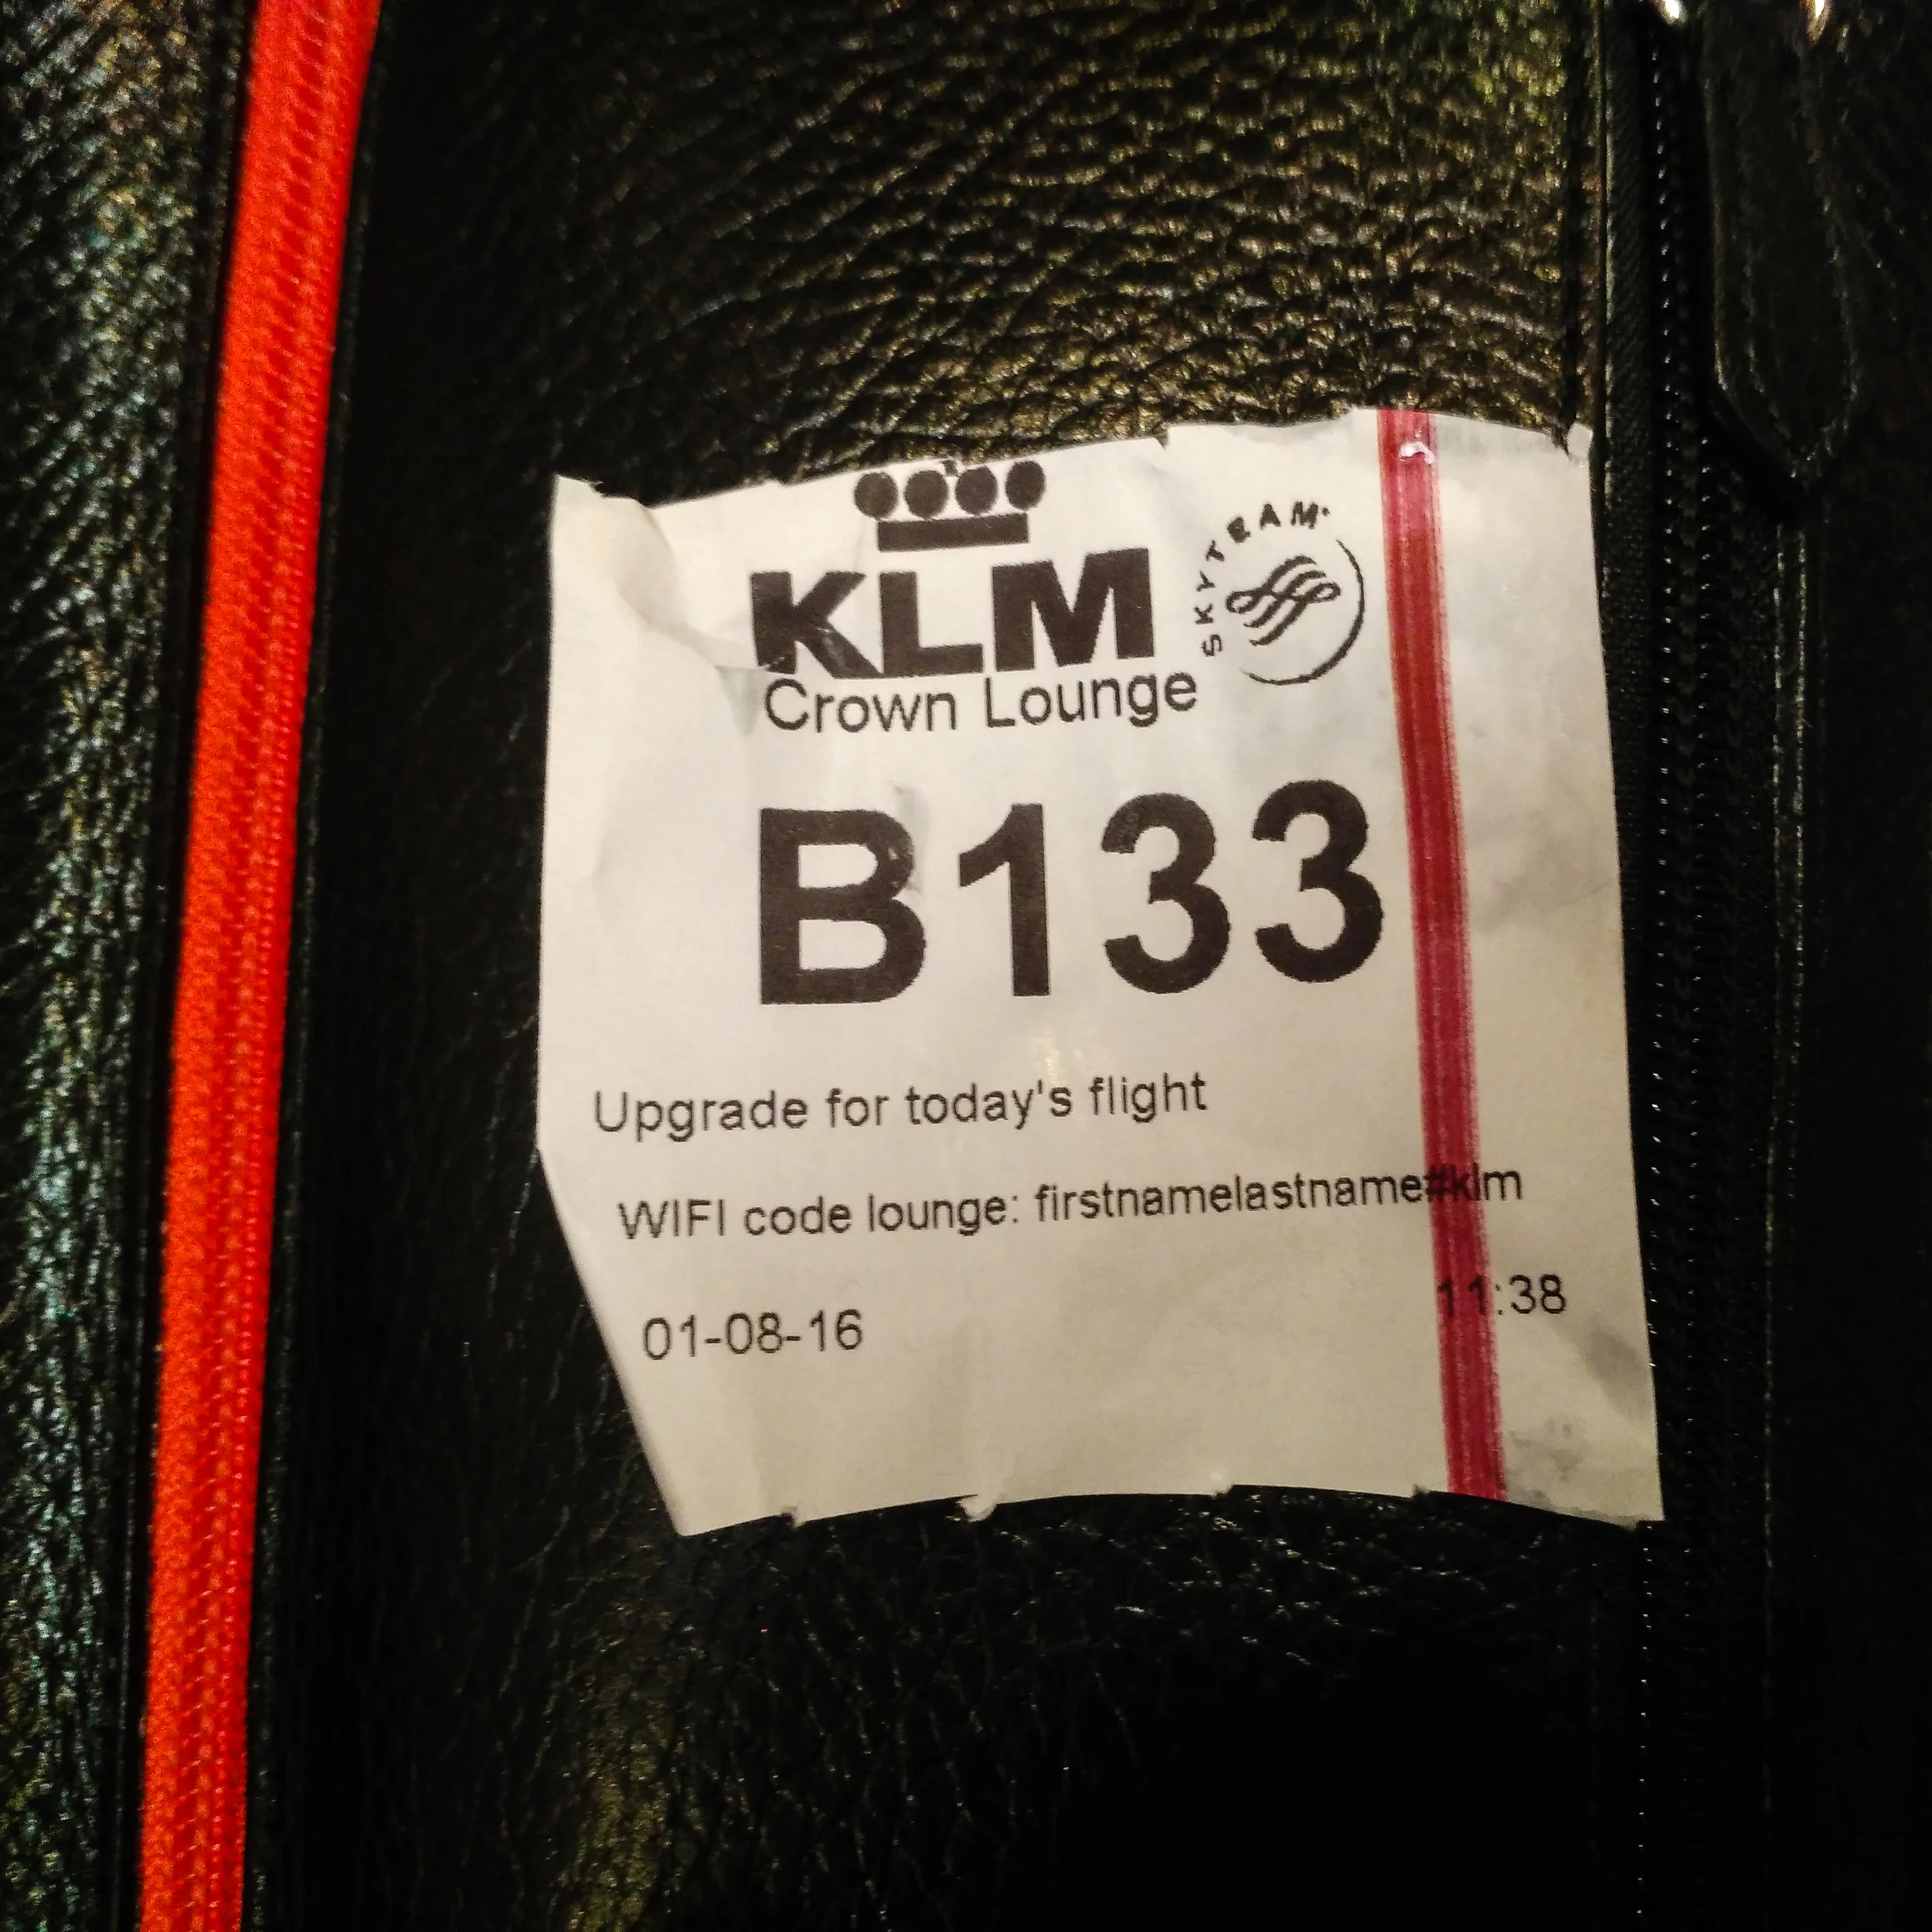 KLM
SKYTEAM
Crown Lounge
B133
Upgrade for today's flight
WIFI code lounge: firstnamelastname#klm
01-08-16 11:38